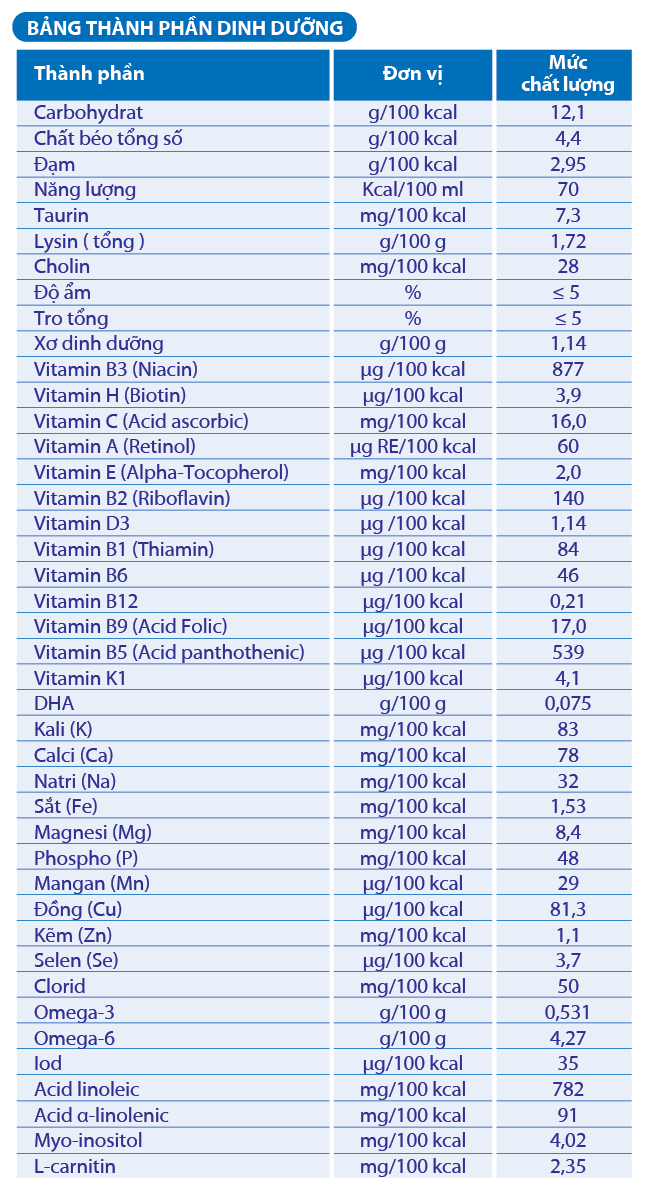 BẢNG THÀNH PHẦN DINH DƯỠNG
Thành phần Đơn vị Mức chất lượng
Carbohydrat g/100 kcal 12,1
Chất béo tổng số g/100 kcal 4,4
Đạm g/100 kcal 2,95
Năng lượng Kcal/100 ml 70
Taurin mg/100 kcal 7,3
Lysin ( tổng ) g/100 g 1,72
Cholin mg/100 kcal 28
Độ ẩm % ≤ 5
Tro tổng % ≤ 5
Xơ dinh dưỡng g/100 g 1,14
Vitamin B3 (Niacin) µg /100 kcal 877
Vitamin H (Biotin) µg/100 kcal 3,9
Vitamin C (Acid ascorbic) mg/100 kcal 16,0
Vitamin A (Retinol) µg RE/100 kcal 60
Vitamin E (Alpha-Tocopherol) mg/100 kcal 2,0
Vitamin B2 (Riboflavin) µg /100 kcal 140
Vitamin D3 µg /100 kcal 1,14
Vitamin B1 (Thiamin) µg /100 kcal 84
Vitamin B6 µg /100 kcal 46
Vitamin B12 µg/100 kcal 0,21
Vitamin B9 (Acid Folic) µg/100 kcal 17,0
Vitamin B5 (Acid panthothenic) µg /100 kcal 539
Vitamin K1 µg/100 kcal 4,1
DHA g/100 g 0,075
Kali (K) mg/100 kcal 83
Calci (Ca) mg/100 kcal 78
Natri (Na) mg/100 kcal 32
Sắt (Fe) mg/100 kcal 1,53
Magnesi (Mg) mg/100 kcal 8,4
Phospho (P) mg/100 kcal 48
Mangan (Mn) µg/100 kcal 29
Đồng (Cu) µg/100 kcal 81,3
Kẽm (Zn) mg/100 kcal 1,1
Selen (Se) µg/100 kcal 3,7
Clorid mg/100 kcal 50
Omega-3 g/100 g 0,531
Omega-6 g/100 g 4,27
Iod µg/100 kcal 35
Acid linoleic mg/100 kcal 782
Acid α-linolenic mg/100 kcal 91
Myo-inositol mg/100 kcal 4,02
L-carnitin mg/100 kcal 2,35